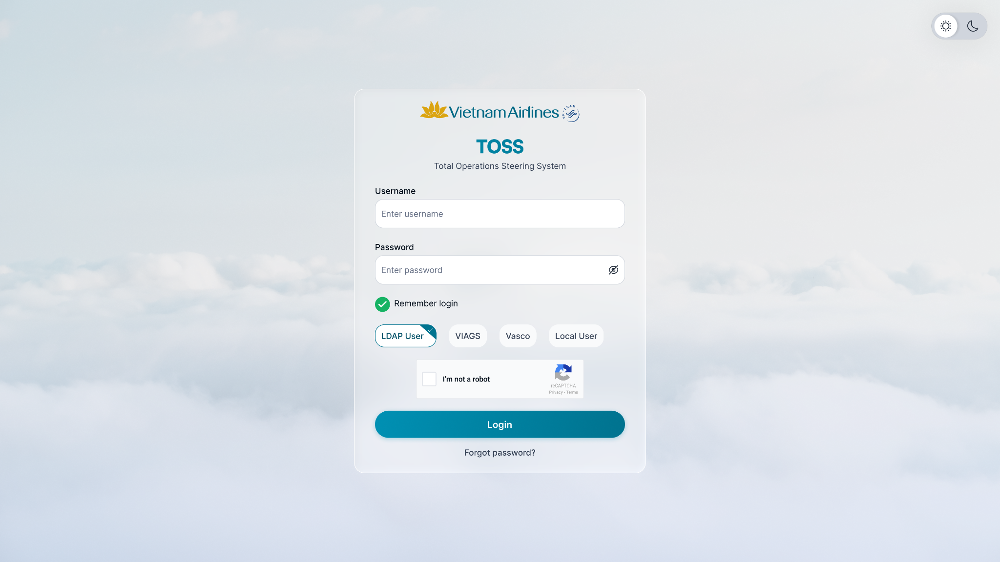 Vietnam Airlines SKYTEAM
TOSS
Total Operations Steering System
Username
Enter username
Password
Enter password
Remember login
LDAP User VIAGS Vasco Local User
I'm not a robot
reCAPTCHA
Privacy - Terms
Login
Forgot password?